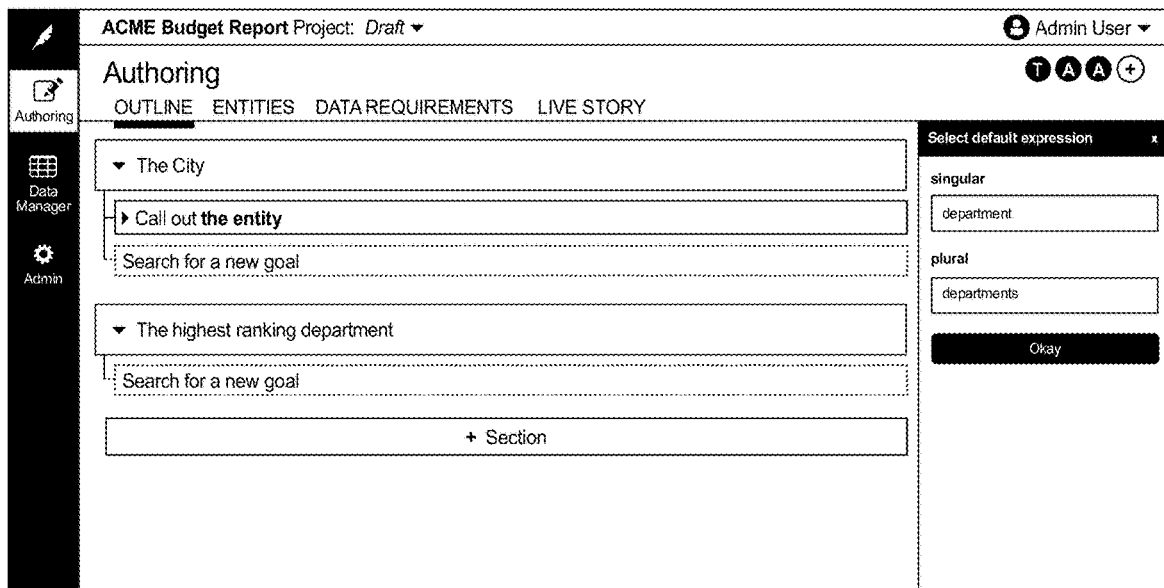 ACME Budget Report Project: Draft
Admin User
Authoring
T A A +
OUTLINE ENTITIES DATA REQUIREMENTS LIVE STORY
Authoring
Data
Manager
Admin
The City
Call out the entity
Search for a new goal
The highest ranking department
Search for a new goal
+ Section
Select default expression x
singular
department
plural
departments
Okay